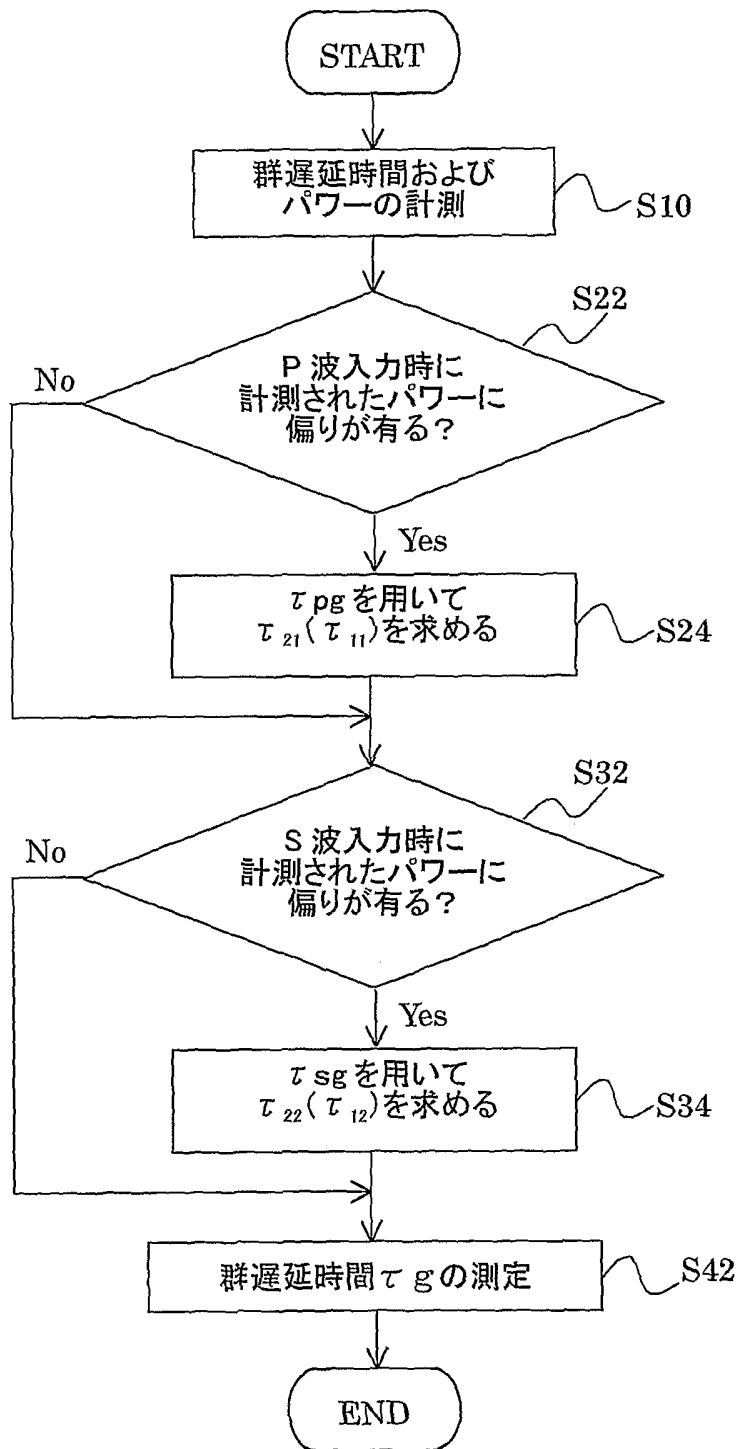 START
群遅延時間および
パワーの計測
S10
S22
P 波入力時に
計測されたパワーに
偏りが有る?
No
Yes
τpgを用いて
τ₂₁(τ₁₁)を求める
S24
S32
S 波入力時に
計測されたパワーに
偏りが有る?
No
Yes
τsgを用いて
τ₂₂(τ₁₂)を求める
S34
群遅延時間τgの測定
S42
END